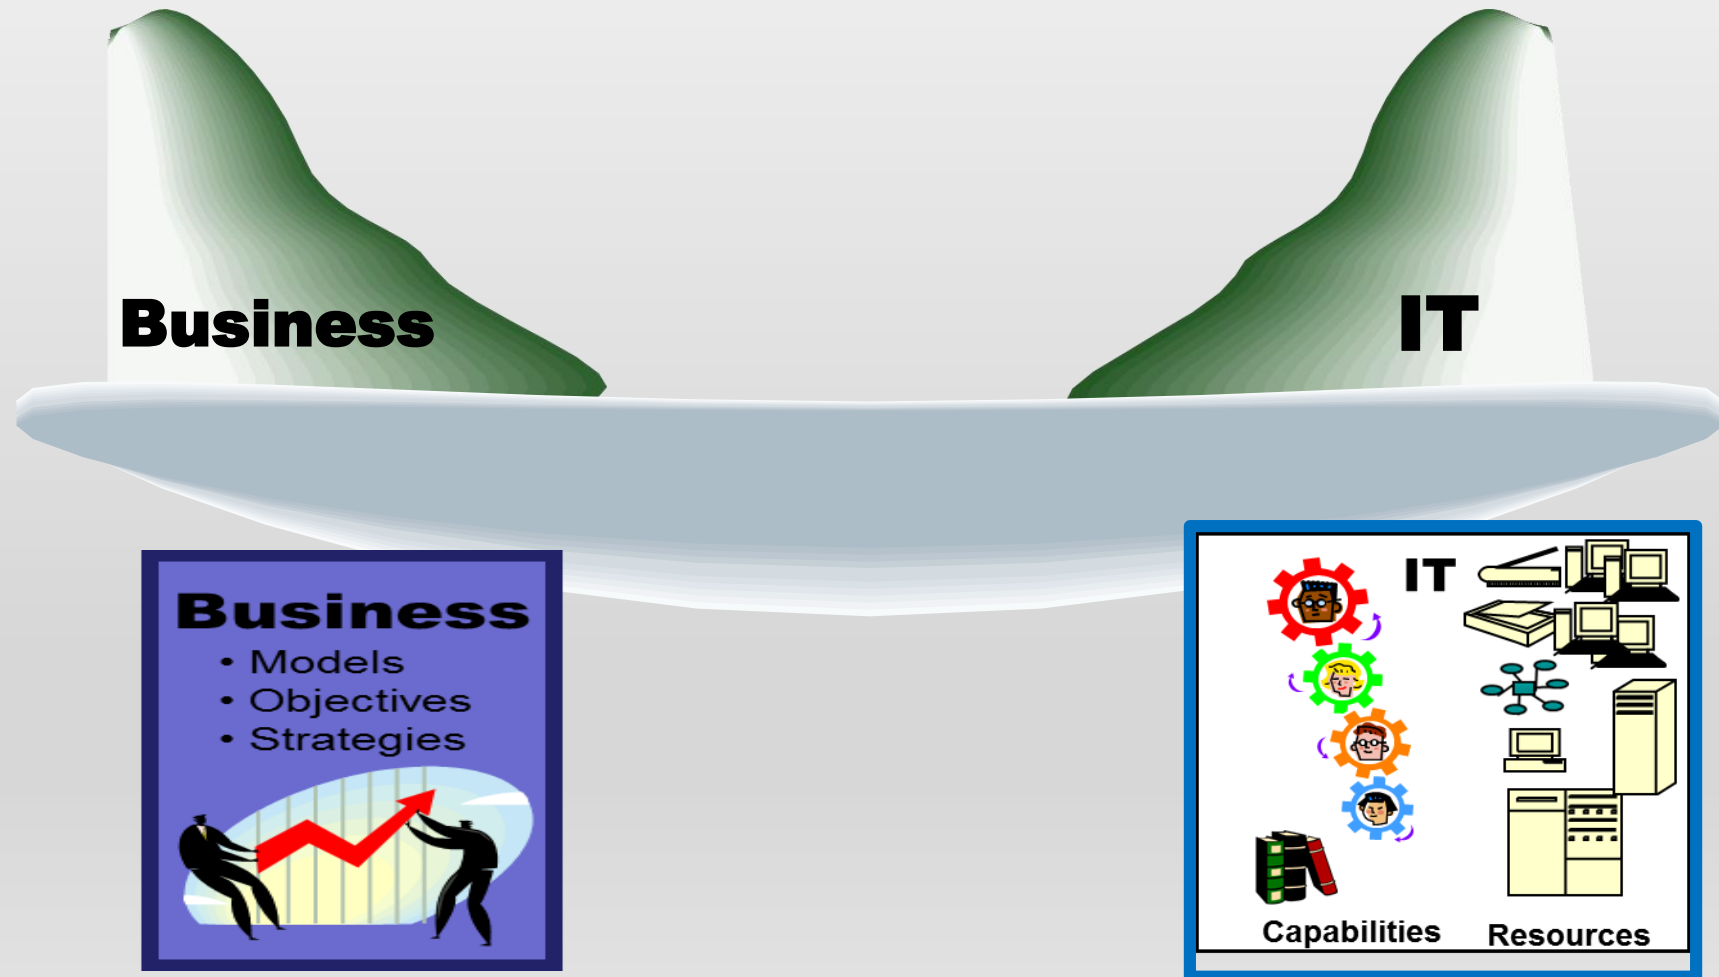 Business
IT
Business
• Models
• Objectives
• Strategies
IT
Capabilities
Resources